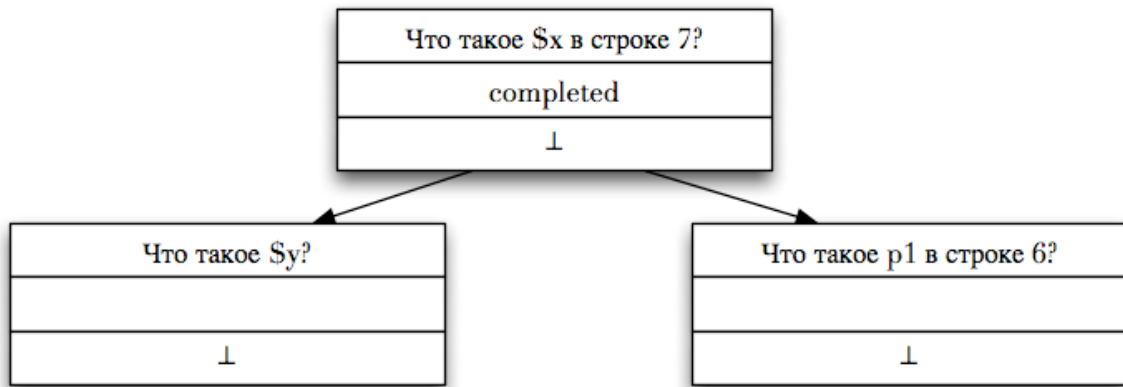 Что такое $x в строке 7?
completed
⊥
Что такое $y?
Что такое p1 в строке 6?
⊥
⊥